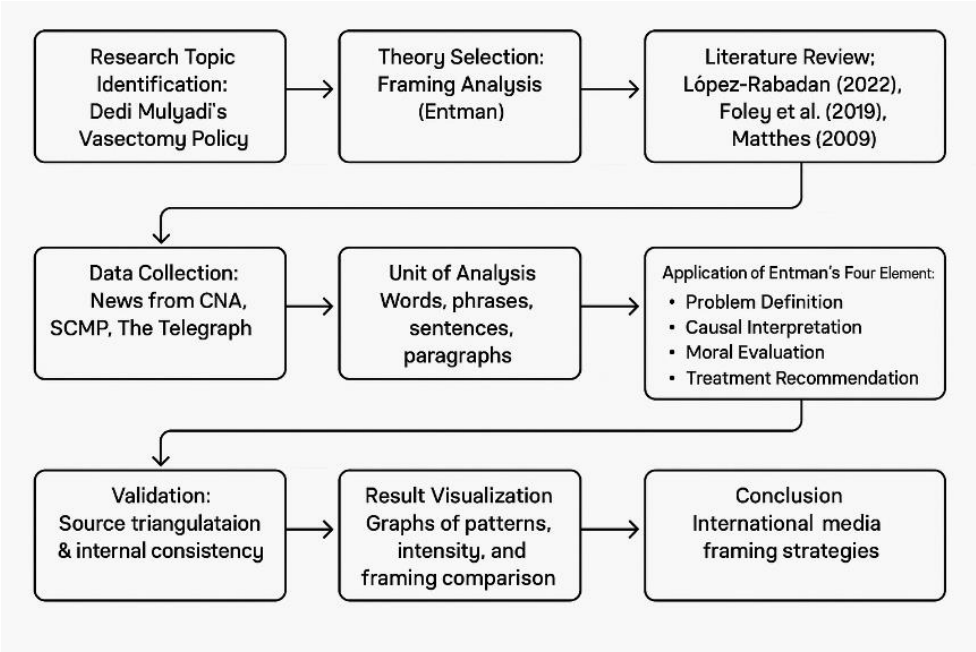 Research Topic
Identification:
Dedi Mulyadi's
Vasectomy Policy
Theory Selection:
Framing Analysis
(Entman)
Literature Review;
López-Rabadan (2022),
Foley et al. (2019),
Matthes (2009)
Data Collection:
News from CNA,
SCMP, The Telegraph
Unit of Analysis
Words, phrases,
sentences,
paragraphs
Application of Entman's Four Element:
• Problem Definition
• Causal Interpretation
• Moral Evaluation
• Treatment Recommendation
Validation:
Source triangulataion
& internal consistency
Result Visualization
Graphs of patterns,
intensity, and
framing comparison
Conclusion
International media
framing strategies